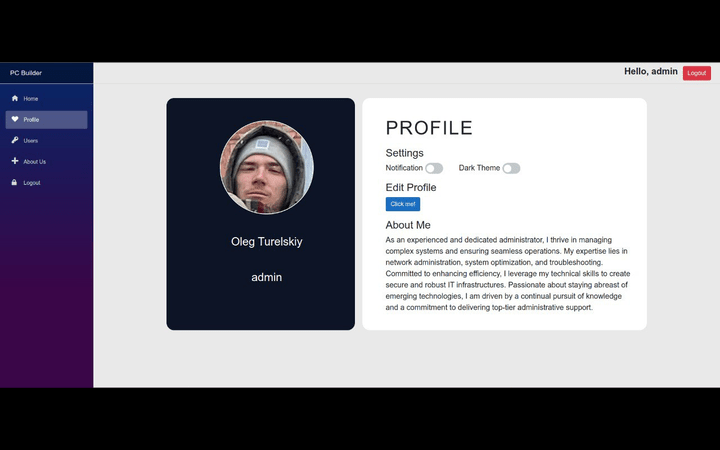 PC Builder
Hello, admin
Logout
Home
Profile
Users
About Us
Logout
Oleg Turelskiy
admin
PROFILE
Settings
Notification
Dark Theme
Edit Profile
Click me!
About Me
As an experienced and dedicated administrator, I thrive in managing
complex systems and ensuring seamless operations. My expertise lies in
network administration, system optimization, and troubleshooting.
Committed to enhancing efficiency, I leverage my technical skills to create
secure and robust IT infrastructures. Passionate about staying abreast of
emerging technologies, I am driven by a continual pursuit of knowledge
and a commitment to delivering top-tier administrative support.